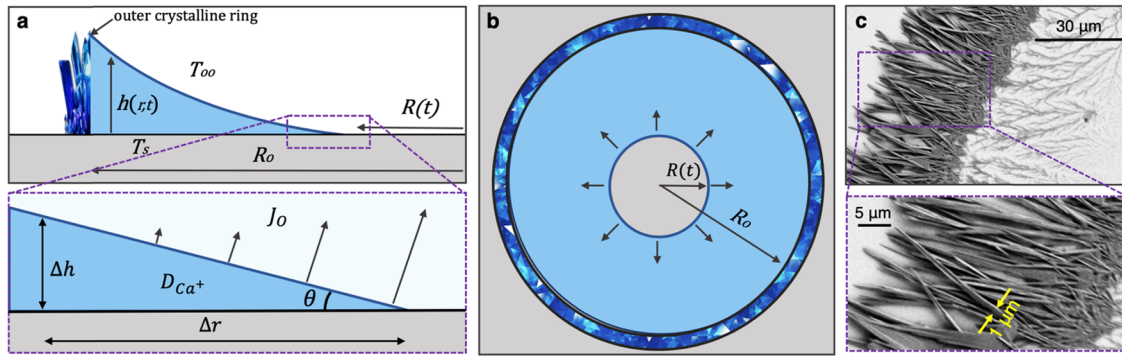 a
outer crystalline ring
T∞
h(r,t)
R(t)
Ts
Ro
Jo
Δh
DCa+
θ
Δr
b
R(t)
Ro
c
30 μm
5 μm
1 μm